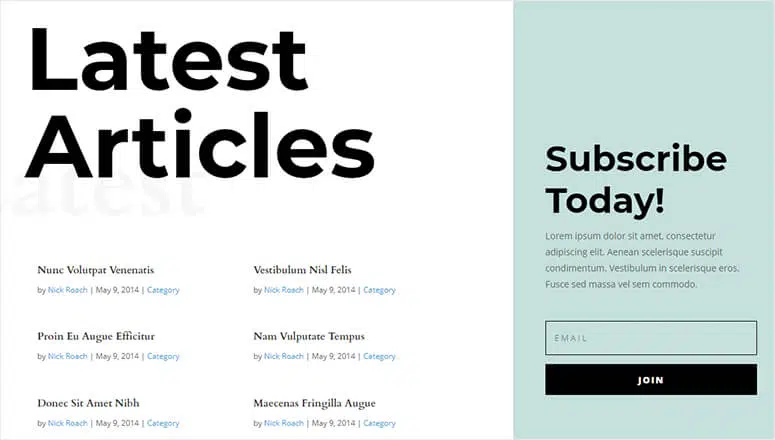 Latest
Articles
Latest
Nunc Volutpat Venenatis
by Nick Roach | May 9, 2014 | Category
Vestibulum Nisl Felis
by Nick Roach | May 9, 2014 | Category
Proin Eu Augue Efficitur
by Nick Roach | May 9, 2014 | Category
Nam Vulputate Tempus
by Nick Roach | May 9, 2014 | Category
Donec Sit Amet Nibh
by Nick Roach | May 9, 2014 | Category
Maecenas Fringilla Augue
by Nick Roach | May 9, 2014 | Category
Subscribe
Today!
Lorem ipsum dolor sit amet, consectetur
adipiscing elit. Aenean scelerisque suscipit
condimentum. Vestibulum in scelerisque eros.
Fusce sed massa vel sem commodo.
EMAIL
JOIN